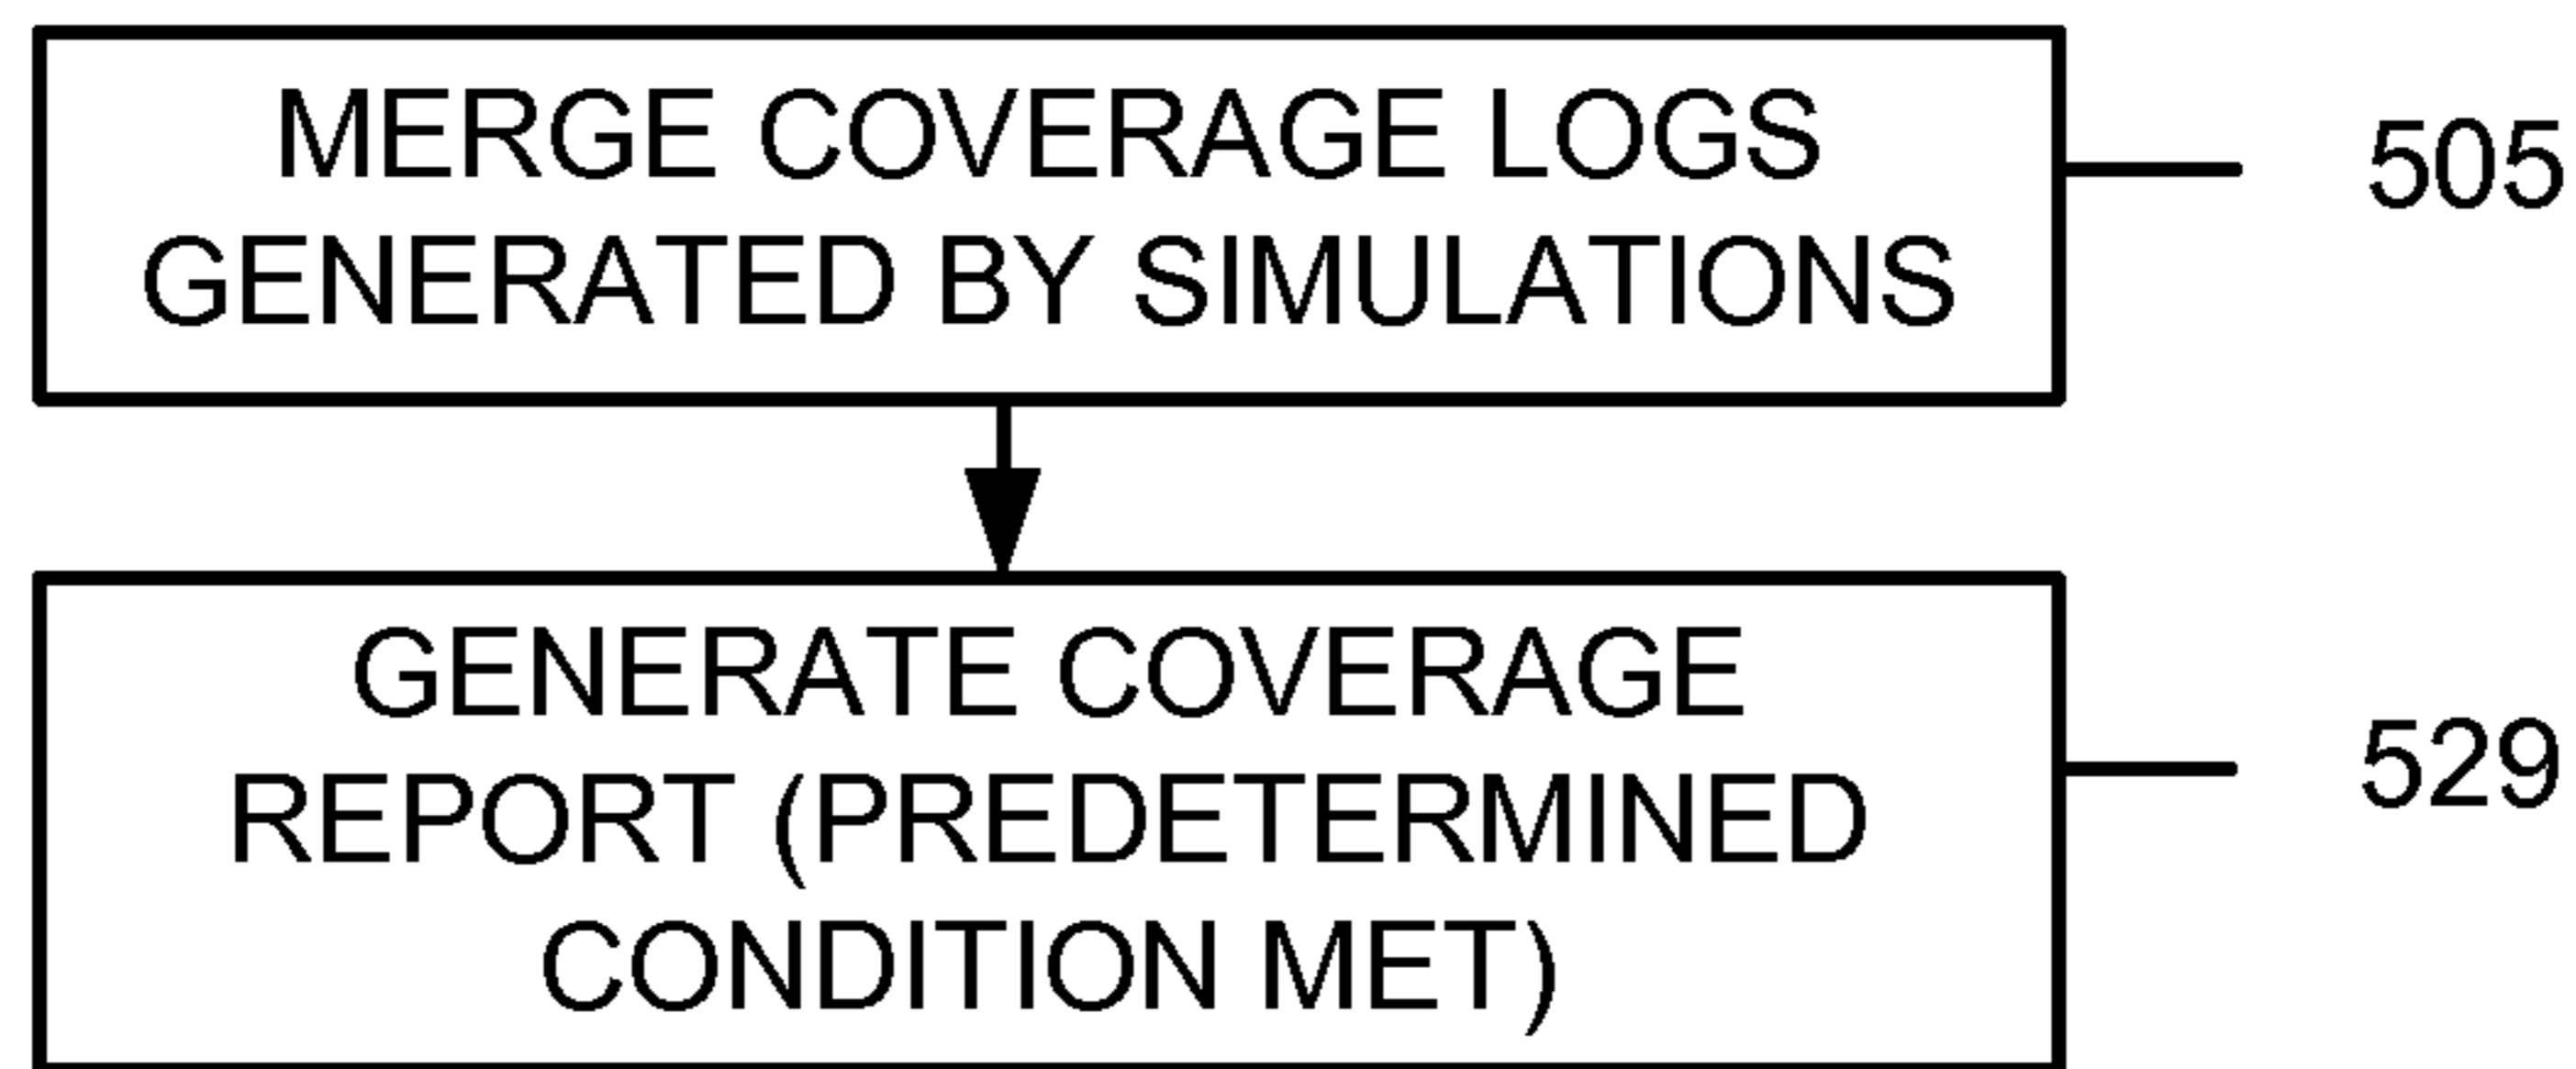 MERGE COVERAGE LOGS
GENERATED BY SIMULATIONS
505
GENERATE COVERAGE
REPORT (PREDETERMINED
CONDITION MET)
529